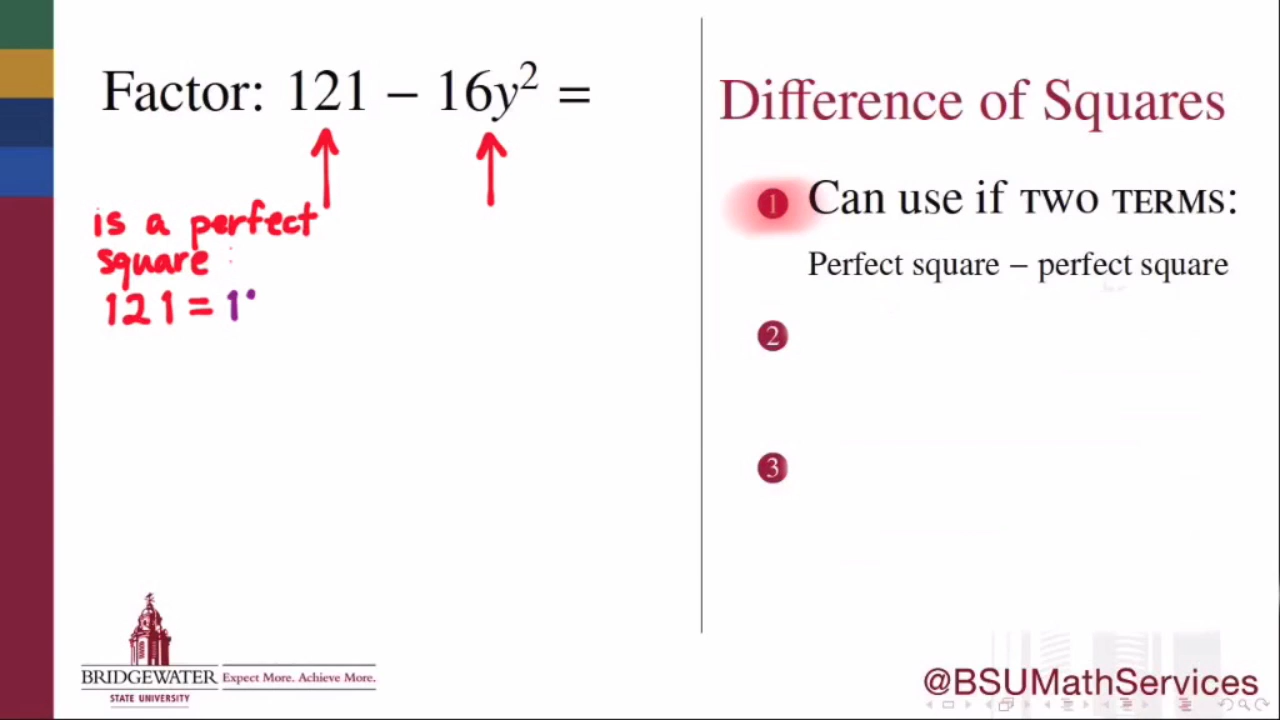 Factor: 121 − 16y² =
is a perfect
square :
121 = 1
Difference of Squares
1 Can use if TWO TERMS:
Perfect square − perfect square
2
3
BRIDGEWATER
STATE UNIVERSITY
Expect More. Achieve More.
@BSUMathServices